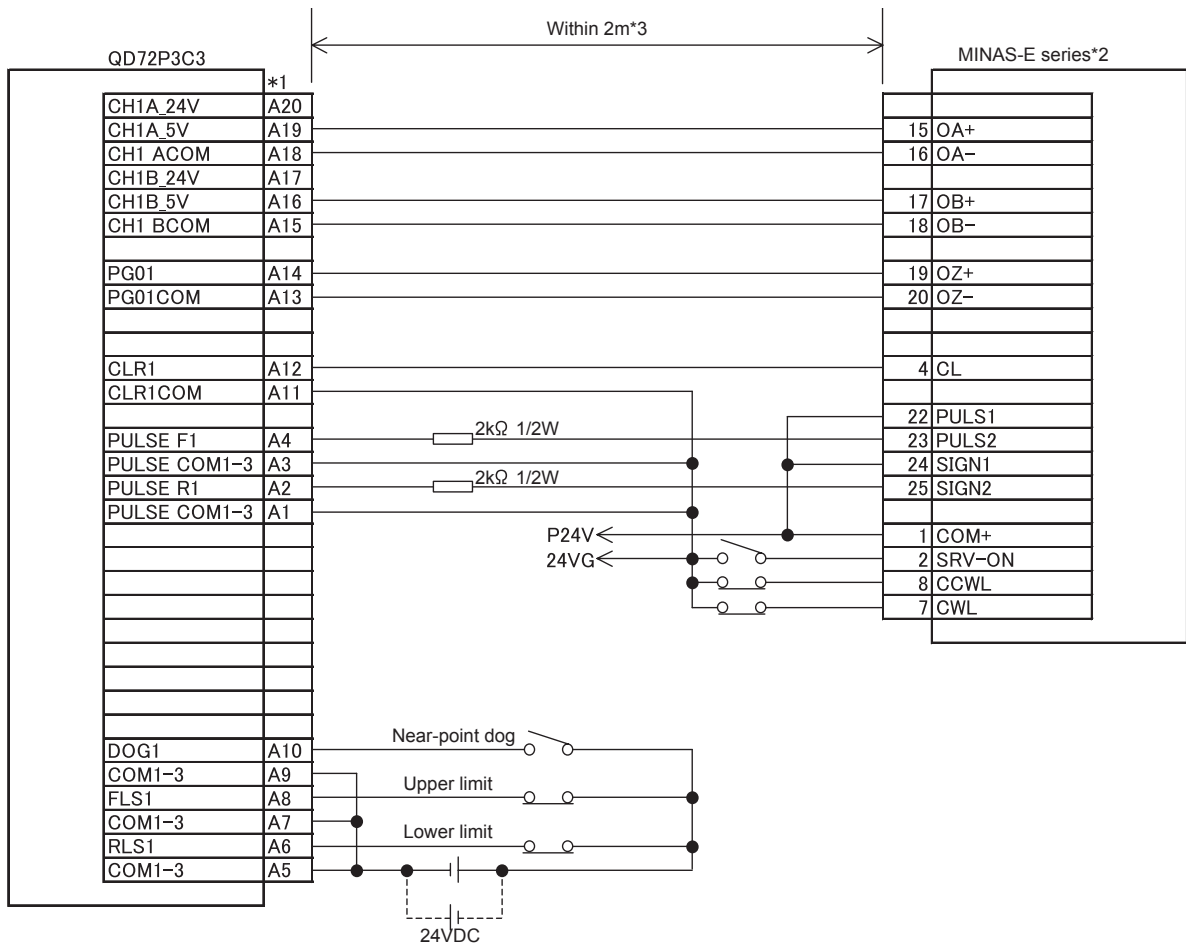 Within 2m*3
QD72P3C3
MINAS-E series*2
*1
CH1A_24V A20
CH1A_5V A19 15 OA+
CH1 ACOM A18 16 OA-
CH1B_24V A17
CH1B_5V A16 17 OB+
CH1 BCOM A15 18 OB-
PG01 A14 19 OZ+
PG01COM A13 20 OZ-
CLR1 A12 4 CL
CLR1COM A11
22 PULS1
PULSE F1 A4 2kΩ 1/2W 23 PULS2
PULSE COM1-3 A3 24 SIGN1
PULSE R1 A2 2kΩ 1/2W 25 SIGN2
PULSE COM1-3 A1
P24V 1 COM+
24VG 2 SRV-ON
8 CCWL
7 CWL
DOG1 A10 Near-point dog
COM1-3 A9
FLS1 A8 Upper limit
COM1-3 A7
RLS1 A6 Lower limit
COM1-3 A5
24VDC